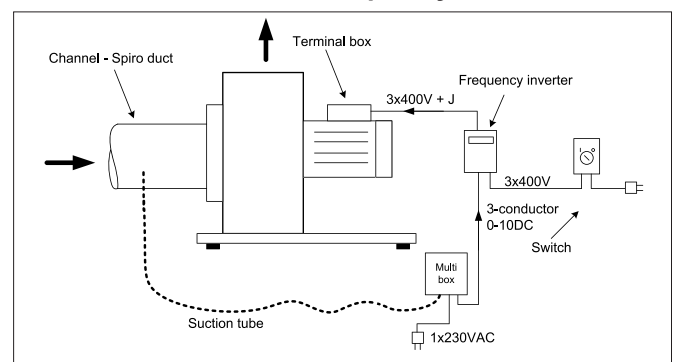 Channel - Spiro duct
Terminal box
Frequency inverter
3x400V + J
3x400V
I O
3-conductor
0-10DC
Switch
Multi
box
Suction tube
1x230VAC